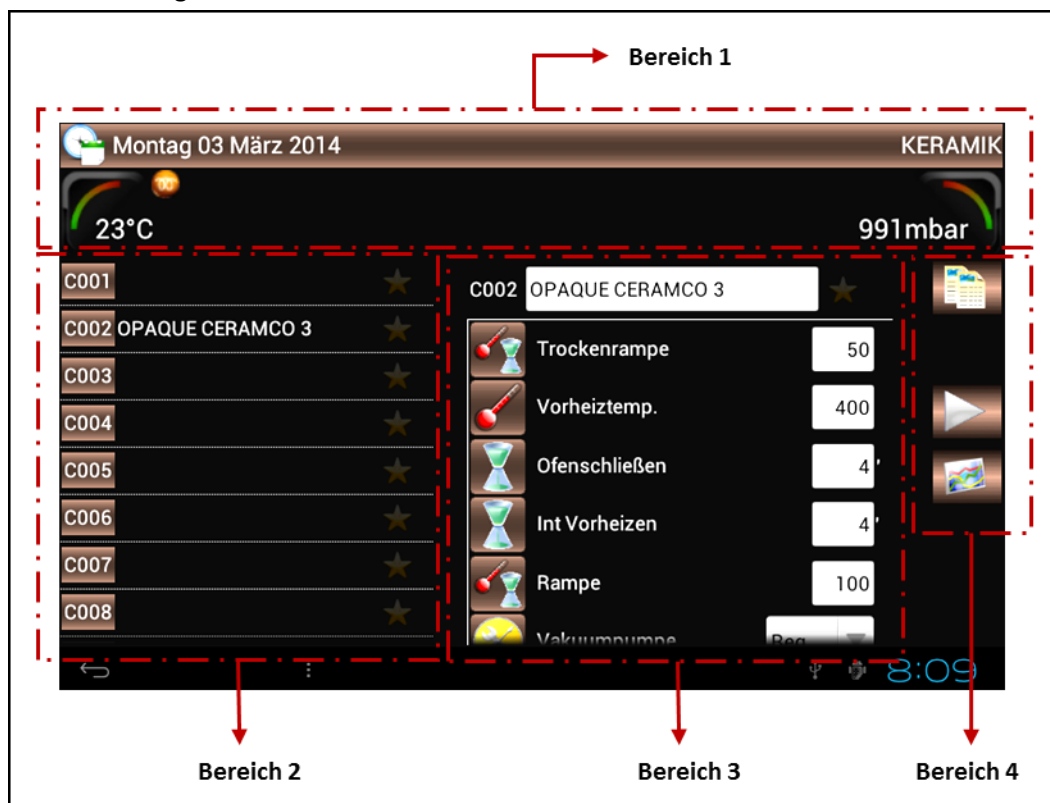 Bereich 1
Montag 03 März 2014 KERAMIK
23°C 991mbar
C001
C002 OPAQUE CERAMCO 3
C003
C004
C005
C006
C007
C008
C002 OPAQUE CERAMCO 3
Trockenrampe 50
Vorheiztemp. 400
Ofenschließen 4 '
Int Vorheizen 4 '
Rampe 100
Vakuumpumpe Beg
8:09
Bereich 2 Bereich 3 Bereich 4